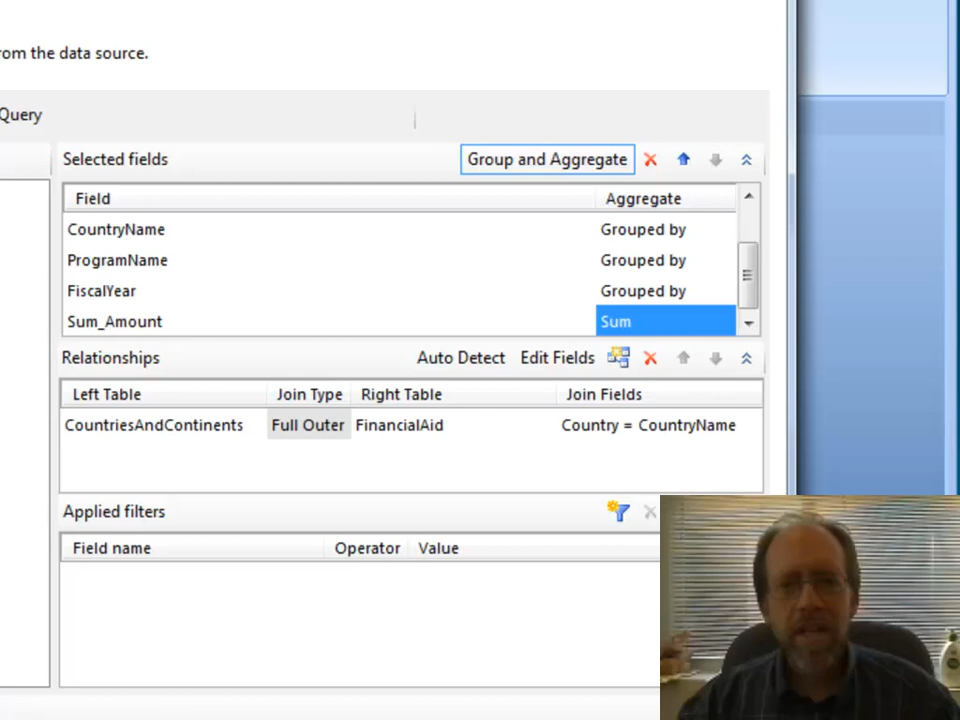 rom the data source.
Query
Selected fields
Group and Aggregate
Field Aggregate
CountryName Grouped by
ProgramName Grouped by
FiscalYear Grouped by
Sum_Amount Sum
Relationships Auto Detect Edit Fields
Left Table Join Type Right Table Join Fields
CountriesAndContinents Full Outer FinancialAid Country = CountryName
Applied filters
Field name Operator Value